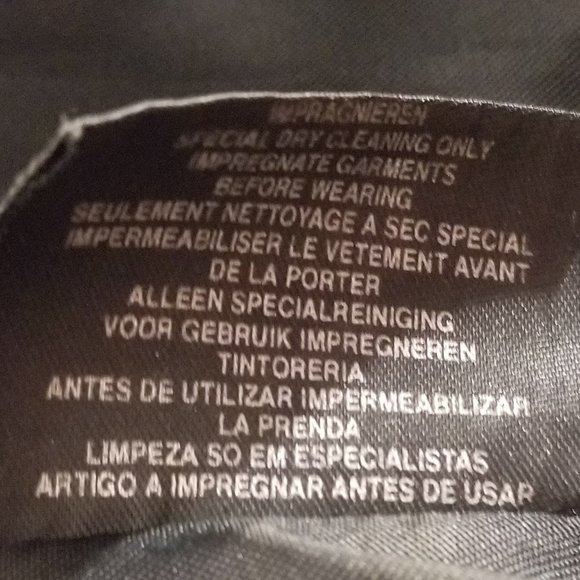 IMPRÄGNIEREN
SPECIAL DRY CLEANING ONLY
IMPREGNATE GARMENTS
BEFORE WEARING
SEULEMENT NETTOYAGE A SEC SPECIAL
IMPERMEABILISER LE VETEMENT AVANT
DE LA PORTER
ALLEEN SPECIALREINIGING
VOOR GEBRUIK IMPREGNEREN
TINTORERIA
ANTES DE UTILIZAR IMPERMEABILIZAR
LA PRENDA
LIMPEZA SO EM ESPECIALISTAS
ARTIGO A IMPREGNAR ANTES DE USAR